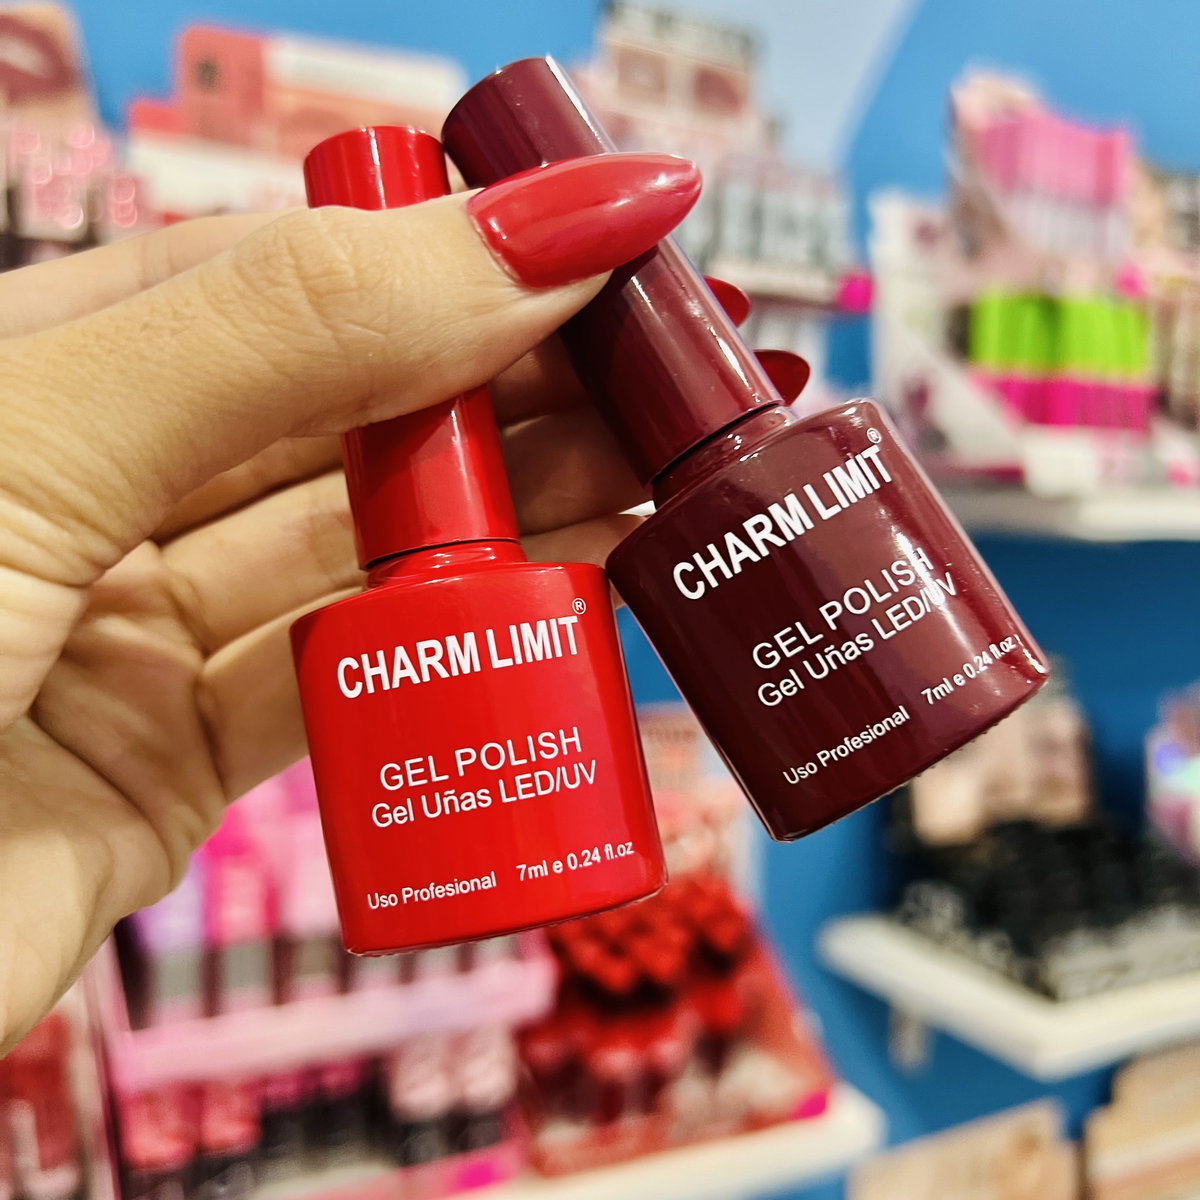 CHARM LIMIT®
GEL POLISH
Gel Uñas LED/UV
Uso Profesional 7ml e 0.24 fl.oz
CHARM LIMIT®
GEL POLISH
Gel Uñas LED/UV
Uso Profesional 7ml e 0.24 fl.oz